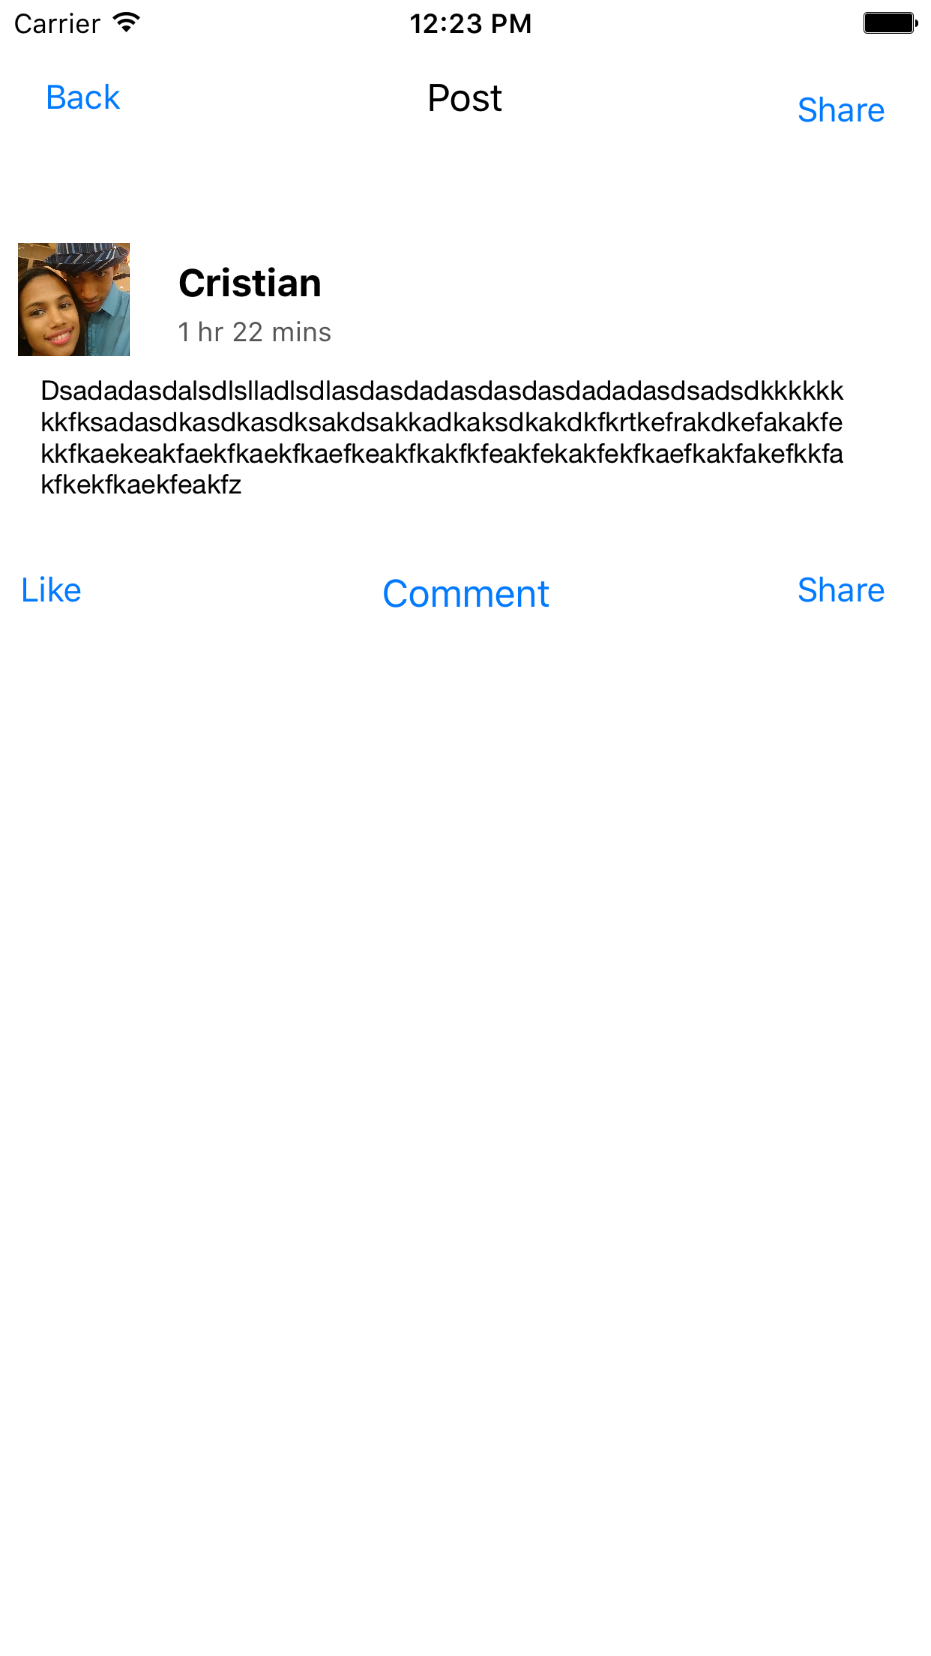 Carrier 12:23 PM
Back Post Share
Cristian
1 hr 22 mins
Dsadadasdalsdlslladlsdlasdasdadasdasdasdadadasdsadsdkkkkkk
kkfksadasdkasdkasdksakdsakkadkaksdkakdkfkrtkefrakdkefakakfe
kkfkaekeakfaekfkaekfkaefkeakfkakfkfeakfekakfekfkaefkakfakefkkfa
kfkekfkaekfeakfz
Like Comment Share